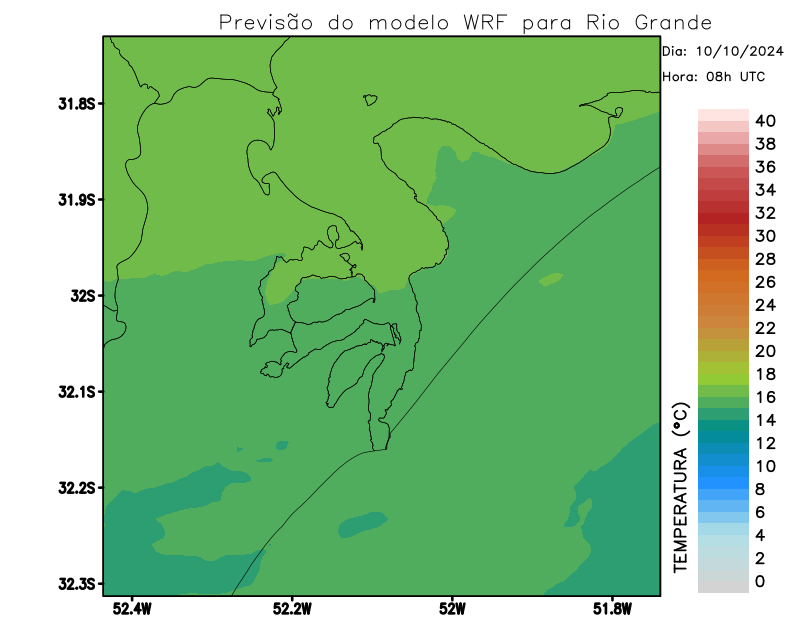 Previsão do modelo WRF para Rio Grande
Dia: 10/10/2024
Hora: 08h UTC
31.8S
31.9S
32S
32.1S
32.2S
32.3S
52.4W
52.2W
52W
51.8W
TEMPERATURA (°C)
40
38
36
34
32
30
28
26
24
22
20
18
16
14
12
10
8
6
4
2
0